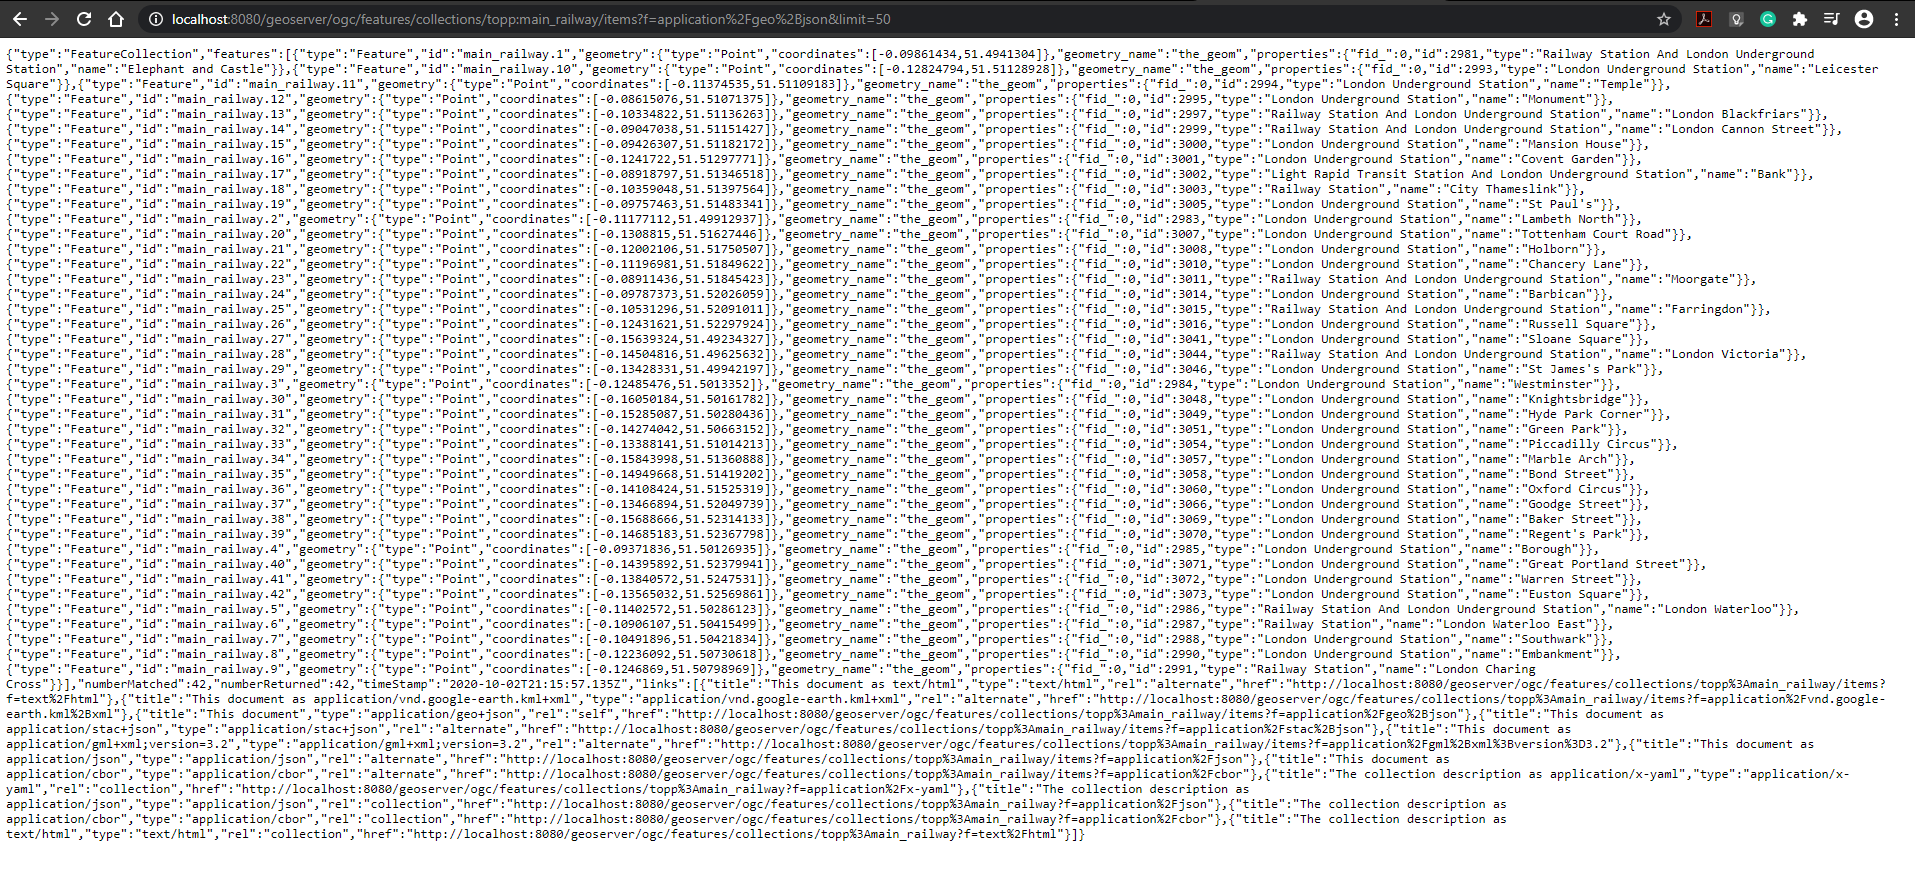 localhost:8080/geoserver/ogc/features/collections/topp:main_railway/items?f=application%2Fgeo%2Bjson&limit=50
{"type":"FeatureCollection","features":[{"type":"Feature","id":"main_railway.1","geometry":{"type":"Point","coordinates":[-0.09861434,51.4941304]},"geometry_name":"the_geom","properties":{"fid_":0,"id":2981,"type":"Railway Station And London Underground
Station","name":"Elephant and Castle"}},{"type":"Feature","id":"main_railway.10","geometry":{"type":"Point","coordinates":[-0.12824794,51.51128928]},"geometry_name":"the_geom","properties":{"fid_":0,"id":2993,"type":"London Underground Station","name":"Leicester
Square"}},{"type":"Feature","id":"main_railway.11","geometry":{"type":"Point","coordinates":[-0.11374535,51.51109183]},"geometry_name":"the_geom","properties":{"fid_":0,"id":2994,"type":"London Underground Station","name":"Temple"}},
{"type":"Feature","id":"main_railway.12","geometry":{"type":"Point","coordinates":[-0.08615076,51.51071375]},"geometry_name":"the_geom","properties":{"fid_":0,"id":2995,"type":"London Underground Station","name":"Monument"}},
{"type":"Feature","id":"main_railway.13","geometry":{"type":"Point","coordinates":[-0.10334822,51.51136263]},"geometry_name":"the_geom","properties":{"fid_":0,"id":2997,"type":"Railway Station And London Underground Station","name":"London Blackfriars"}},
{"type":"Feature","id":"main_railway.14","geometry":{"type":"Point","coordinates":[-0.09047038,51.51151427]},"geometry_name":"the_geom","properties":{"fid_":0,"id":2999,"type":"Railway Station And London Underground Station","name":"London Cannon Street"}},
{"type":"Feature","id":"main_railway.15","geometry":{"type":"Point","coordinates":[-0.09426307,51.51182172]},"geometry_name":"the_geom","properties":{"fid_":0,"id":3000,"type":"London Underground Station","name":"Mansion House"}},
{"type":"Feature","id":"main_railway.16","geometry":{"type":"Point","coordinates":[-0.1241722,51.51297771]},"geometry_name":"the_geom","properties":{"fid_":0,"id":3001,"type":"London Underground Station","name":"Covent Garden"}},
{"type":"Feature","id":"main_railway.17","geometry":{"type":"Point","coordinates":[-0.08918797,51.51346518]},"geometry_name":"the_geom","properties":{"fid_":0,"id":3002,"type":"Light Rapid Transit Station And London Underground Station","name":"Bank"}},
{"type":"Feature","id":"main_railway.18","geometry":{"type":"Point","coordinates":[-0.10359048,51.51397564]},"geometry_name":"the_geom","properties":{"fid_":0,"id":3003,"type":"Railway Station","name":"City Thameslink"}},
{"type":"Feature","id":"main_railway.19","geometry":{"type":"Point","coordinates":[-0.09757463,51.51483341]},"geometry_name":"the_geom","properties":{"fid_":0,"id":3005,"type":"London Underground Station","name":"St Paul's"}},
{"type":"Feature","id":"main_railway.2","geometry":{"type":"Point","coordinates":[-0.11177112,51.49912937]},"geometry_name":"the_geom","properties":{"fid_":0,"id":2983,"type":"London Underground Station","name":"Lambeth North"}},
{"type":"Feature","id":"main_railway.20","geometry":{"type":"Point","coordinates":[-0.1308815,51.51627446]},"geometry_name":"the_geom","properties":{"fid_":0,"id":3007,"type":"London Underground Station","name":"Tottenham Court Road"}},
{"type":"Feature","id":"main_railway.21","geometry":{"type":"Point","coordinates":[-0.12002106,51.51750507]},"geometry_name":"the_geom","properties":{"fid_":0,"id":3008,"type":"London Underground Station","name":"Holborn"}},
{"type":"Feature","id":"main_railway.22","geometry":{"type":"Point","coordinates":[-0.11196981,51.51849622]},"geometry_name":"the_geom","properties":{"fid_":0,"id":3010,"type":"London Underground Station","name":"Chancery Lane"}},
{"type":"Feature","id":"main_railway.23","geometry":{"type":"Point","coordinates":[-0.08911436,51.51845423]},"geometry_name":"the_geom","properties":{"fid_":0,"id":3011,"type":"Railway Station And London Underground Station","name":"Moorgate"}},
{"type":"Feature","id":"main_railway.24","geometry":{"type":"Point","coordinates":[-0.09787373,51.52026059]},"geometry_name":"the_geom","properties":{"fid_":0,"id":3014,"type":"London Underground Station","name":"Barbican"}},
{"type":"Feature","id":"main_railway.25","geometry":{"type":"Point","coordinates":[-0.10531296,51.52091011]},"geometry_name":"the_geom","properties":{"fid_":0,"id":3015,"type":"Railway Station And London Underground Station","name":"Farringdon"}},
{"type":"Feature","id":"main_railway.26","geometry":{"type":"Point","coordinates":[-0.12431621,51.52297924]},"geometry_name":"the_geom","properties":{"fid_":0,"id":3016,"type":"London Underground Station","name":"Russell Square"}},
{"type":"Feature","id":"main_railway.27","geometry":{"type":"Point","coordinates":[-0.15639324,51.49234327]},"geometry_name":"the_geom","properties":{"fid_":0,"id":3041,"type":"London Underground Station","name":"Sloane Square"}},
{"type":"Feature","id":"main_railway.28","geometry":{"type":"Point","coordinates":[-0.14504816,51.49625632]},"geometry_name":"the_geom","properties":{"fid_":0,"id":3044,"type":"Railway Station And London Underground Station","name":"London Victoria"}},
{"type":"Feature","id":"main_railway.29","geometry":{"type":"Point","coordinates":[-0.13428331,51.49942197]},"geometry_name":"the_geom","properties":{"fid_":0,"id":3046,"type":"London Underground Station","name":"St James's Park"}},
{"type":"Feature","id":"main_railway.3","geometry":{"type":"Point","coordinates":[-0.12485476,51.5013352]},"geometry_name":"the_geom","properties":{"fid_":0,"id":2984,"type":"London Underground Station","name":"Westminster"}},
{"type":"Feature","id":"main_railway.30","geometry":{"type":"Point","coordinates":[-0.16050184,51.50161782]},"geometry_name":"the_geom","properties":{"fid_":0,"id":3048,"type":"London Underground Station","name":"Knightsbridge"}},
{"type":"Feature","id":"main_railway.31","geometry":{"type":"Point","coordinates":[-0.15285087,51.50280436]},"geometry_name":"the_geom","properties":{"fid_":0,"id":3049,"type":"London Underground Station","name":"Hyde Park Corner"}},
{"type":"Feature","id":"main_railway.32","geometry":{"type":"Point","coordinates":[-0.14274042,51.50663152]},"geometry_name":"the_geom","properties":{"fid_":0,"id":3051,"type":"London Underground Station","name":"Green Park"}},
{"type":"Feature","id":"main_railway.33","geometry":{"type":"Point","coordinates":[-0.13388141,51.51014213]},"geometry_name":"the_geom","properties":{"fid_":0,"id":3054,"type":"London Underground Station","name":"Piccadilly Circus"}},
{"type":"Feature","id":"main_railway.34","geometry":{"type":"Point","coordinates":[-0.15843998,51.51360888]},"geometry_name":"the_geom","properties":{"fid_":0,"id":3057,"type":"London Underground Station","name":"Marble Arch"}},
{"type":"Feature","id":"main_railway.35","geometry":{"type":"Point","coordinates":[-0.14949668,51.51419202]},"geometry_name":"the_geom","properties":{"fid_":0,"id":3058,"type":"London Underground Station","name":"Bond Street"}},
{"type":"Feature","id":"main_railway.36","geometry":{"type":"Point","coordinates":[-0.14108424,51.51525319]},"geometry_name":"the_geom","properties":{"fid_":0,"id":3060,"type":"London Underground Station","name":"Oxford Circus"}},
{"type":"Feature","id":"main_railway.37","geometry":{"type":"Point","coordinates":[-0.13466894,51.52049739]},"geometry_name":"the_geom","properties":{"fid_":0,"id":3066,"type":"London Underground Station","name":"Goodge Street"}},
{"type":"Feature","id":"main_railway.38","geometry":{"type":"Point","coordinates":[-0.15688666,51.52314133]},"geometry_name":"the_geom","properties":{"fid_":0,"id":3069,"type":"London Underground Station","name":"Baker Street"}},
{"type":"Feature","id":"main_railway.39","geometry":{"type":"Point","coordinates":[-0.14685183,51.52367798]},"geometry_name":"the_geom","properties":{"fid_":0,"id":3070,"type":"London Underground Station","name":"Regent's Park"}},
{"type":"Feature","id":"main_railway.4","geometry":{"type":"Point","coordinates":[-0.09371836,51.50126935]},"geometry_name":"the_geom","properties":{"fid_":0,"id":2985,"type":"London Underground Station","name":"Borough"}},
{"type":"Feature","id":"main_railway.40","geometry":{"type":"Point","coordinates":[-0.14395892,51.52379941]},"geometry_name":"the_geom","properties":{"fid_":0,"id":3071,"type":"London Underground Station","name":"Great Portland Street"}},
{"type":"Feature","id":"main_railway.41","geometry":{"type":"Point","coordinates":[-0.13840572,51.5247531]},"geometry_name":"the_geom","properties":{"fid_":0,"id":3072,"type":"London Underground Station","name":"Warren Street"}},
{"type":"Feature","id":"main_railway.42","geometry":{"type":"Point","coordinates":[-0.13565032,51.52569861]},"geometry_name":"the_geom","properties":{"fid_":0,"id":3073,"type":"London Underground Station","name":"Euston Square"}},
{"type":"Feature","id":"main_railway.5","geometry":{"type":"Point","coordinates":[-0.11402572,51.50286123]},"geometry_name":"the_geom","properties":{"fid_":0,"id":2986,"type":"Railway Station And London Underground Station","name":"London Waterloo"}},
{"type":"Feature","id":"main_railway.6","geometry":{"type":"Point","coordinates":[-0.10906107,51.50415499]},"geometry_name":"the_geom","properties":{"fid_":0,"id":2987,"type":"Railway Station","name":"London Waterloo East"}},
{"type":"Feature","id":"main_railway.7","geometry":{"type":"Point","coordinates":[-0.10491896,51.50421834]},"geometry_name":"the_geom","properties":{"fid_":0,"id":2988,"type":"London Underground Station","name":"Southwark"}},
{"type":"Feature","id":"main_railway.8","geometry":{"type":"Point","coordinates":[-0.12236092,51.50730618]},"geometry_name":"the_geom","properties":{"fid_":0,"id":2990,"type":"London Underground Station","name":"Embankment"}},
{"type":"Feature","id":"main_railway.9","geometry":{"type":"Point","coordinates":[-0.1246869,51.50798969]},"geometry_name":"the_geom","properties":{"fid_":0,"id":2991,"type":"Railway Station","name":"London Charing
Cross"}}],"numberMatched":42,"numberReturned":42,"timeStamp":"2020-10-02T21:15:57.135Z","links":[{"title":"This document as text/html","type":"text/html","rel":"alternate","href":"http://localhost:8080/geoserver/ogc/features/collections/topp%3Amain_railway/items?
f=text%2Fhtml"},{"title":"This document as application/vnd.google-earth.kml+xml","type":"application/vnd.google-earth.kml+xml","rel":"alternate","href":"http://localhost:8080/geoserver/ogc/features/collections/topp%3Amain_railway/items?f=application%2Fvnd.google-
earth.kml%2Bxml"},{"title":"This document","type":"application/geo+json","rel":"self","href":"http://localhost:8080/geoserver/ogc/features/collections/topp%3Amain_railway/items?f=application%2Fgeo%2Bjson"},{"title":"This document as
application/stac+json","type":"application/stac+json","rel":"alternate","href":"http://localhost:8080/geoserver/ogc/features/collections/topp%3Amain_railway/items?f=application%2Fstac%2Bjson"},{"title":"This document as
application/gml+xml;version=3.2","type":"application/gml+xml;version=3.2","rel":"alternate","href":"http://localhost:8080/geoserver/ogc/features/collections/topp%3Amain_railway/items?f=application%2Fgml%2Bxml%3Bversion%3D3.2"},{"title":"This document as
application/json","type":"application/json","rel":"alternate","href":"http://localhost:8080/geoserver/ogc/features/collections/topp%3Amain_railway/items?f=application%2Fjson"},{"title":"This document as
application/cbor","type":"application/cbor","rel":"alternate","href":"http://localhost:8080/geoserver/ogc/features/collections/topp%3Amain_railway/items?f=application%2Fcbor"},{"title":"The collection description as application/x-yaml","type":"application/x-
yaml","rel":"collection","href":"http://localhost:8080/geoserver/ogc/features/collections/topp%3Amain_railway?f=application%2Fx-yaml"},{"title":"The collection description as
application/json","type":"application/json","rel":"collection","href":"http://localhost:8080/geoserver/ogc/features/collections/topp%3Amain_railway?f=application%2Fjson"},{"title":"The collection description as
application/cbor","type":"application/cbor","rel":"collection","href":"http://localhost:8080/geoserver/ogc/features/collections/topp%3Amain_railway?f=application%2Fcbor"},{"title":"The collection description as
text/html","type":"text/html","rel":"collection","href":"http://localhost:8080/geoserver/ogc/features/collections/topp%3Amain_railway?f=text%2Fhtml"}]}